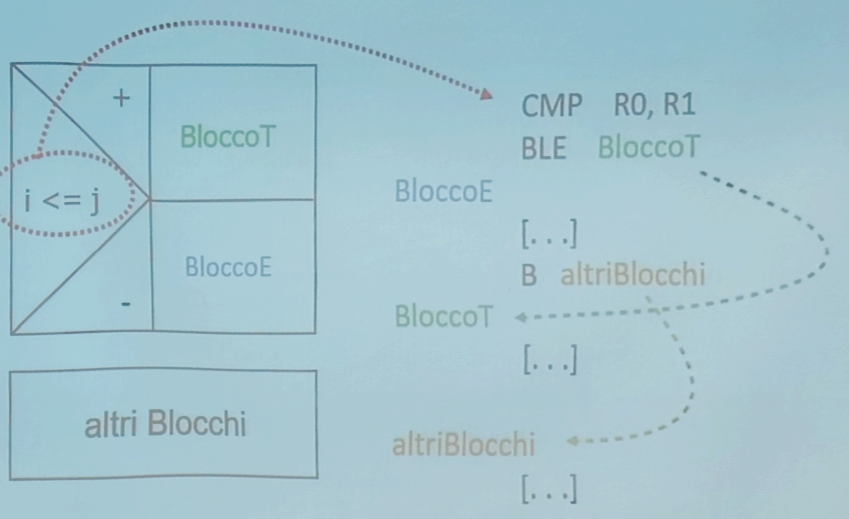 +
BloccoT
i <= j
BloccoE
-
altri Blocchi
CMP R0, R1
BLE BloccoT
BloccoE
[...]
B altriBlocchi
BloccoT
[...]
altriBlocchi
[...]